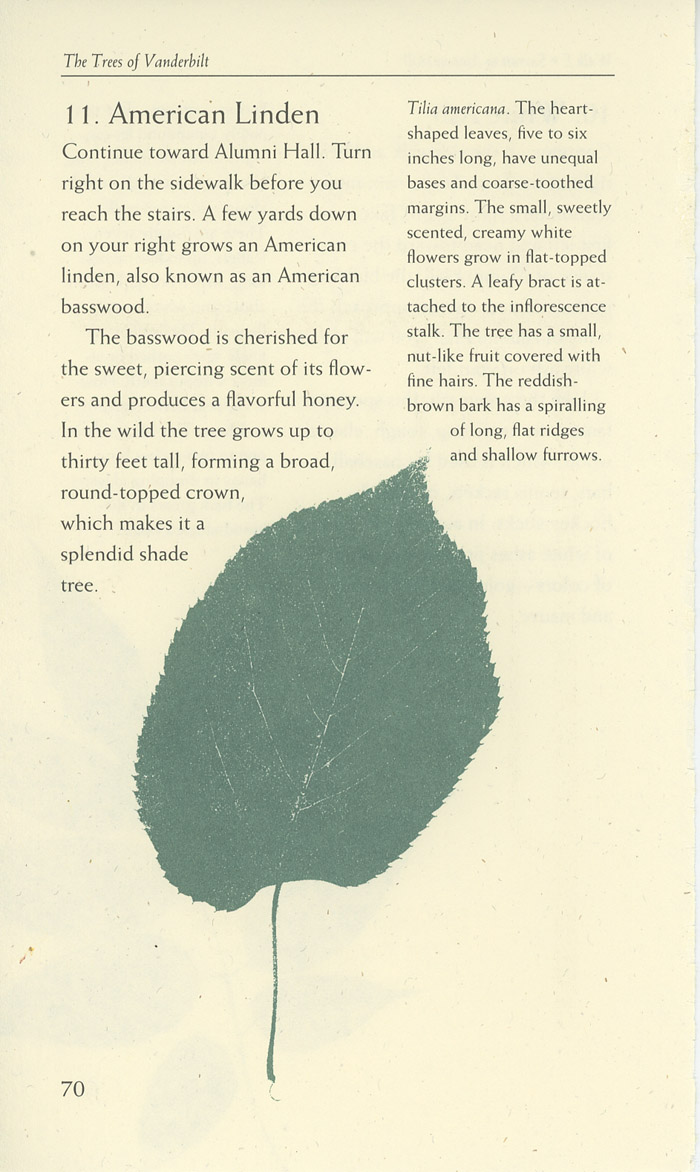 The Trees of Vanderbilt
11. American Linden
Continue toward Alumni Hall. Turn
right on the sidewalk before you
reach the stairs. A few yards down
on your right grows an American
linden, also known as an American
basswood.
The basswood is cherished for
the sweet, piercing scent of its flow-
ers and produces a flavorful honey.
In the wild the tree grows up to
thirty feet tall, forming a broad,
round-topped crown,
which makes it a
splendid shade
tree.
Tilia americana. The heart-
shaped leaves, five to six
inches long, have unequal
bases and coarse-toothed
margins. The small, sweetly
scented, creamy white
flowers grow in flat-topped
clusters. A leafy bract is at-
tached to the inflorescence
stalk. The tree has a small,
nut-like fruit covered with
fine hairs. The reddish-
brown bark has a spiralling
of long, flat ridges
and shallow furrows.
70